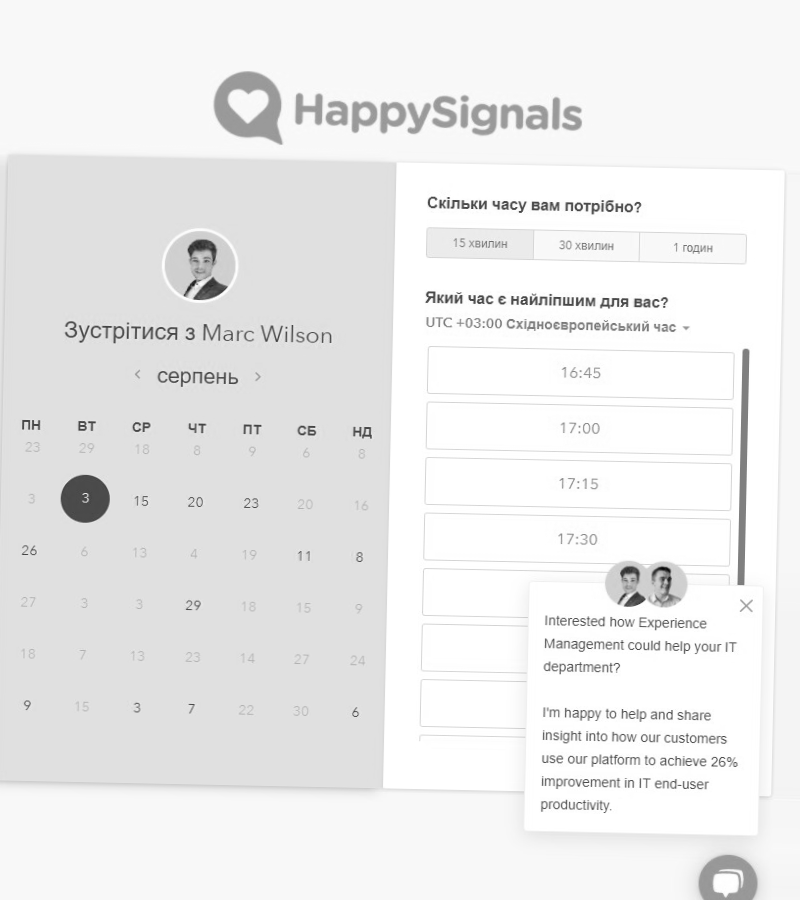 HappySignals
Зустрітися з Marc Wilson
серпень
ПН ВТ СР ЧТ ПТ СБ НД
23 29 18 8 9 6 8
3 3 15 20 23 20 16
26 6 13 4 19 11 8
27 3 3 29 18 15 9
18 7 13 23 14 27 24
9 15 3 7 22 30 6
Скільки часу вам потрібно?
15 хвилин 30 хвилин 1 годин
Який час є найліпшим для вас?
UTC +03:00 Східноєвропейський час
16:45
17:00
17:15
17:30
Interested how Experience
Management could help your IT
department?
I'm happy to help and share
insight into how our customers
use our platform to achieve 26%
improvement in IT end-user
productivity.